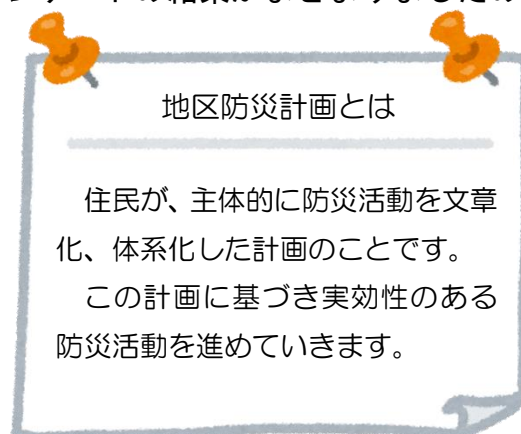 地区防災計画とは
住民が、主体的に防災活動を文章
化、体系化した計画のことです。
この計画に基づき実効性のある
防災活動を進めていきます。